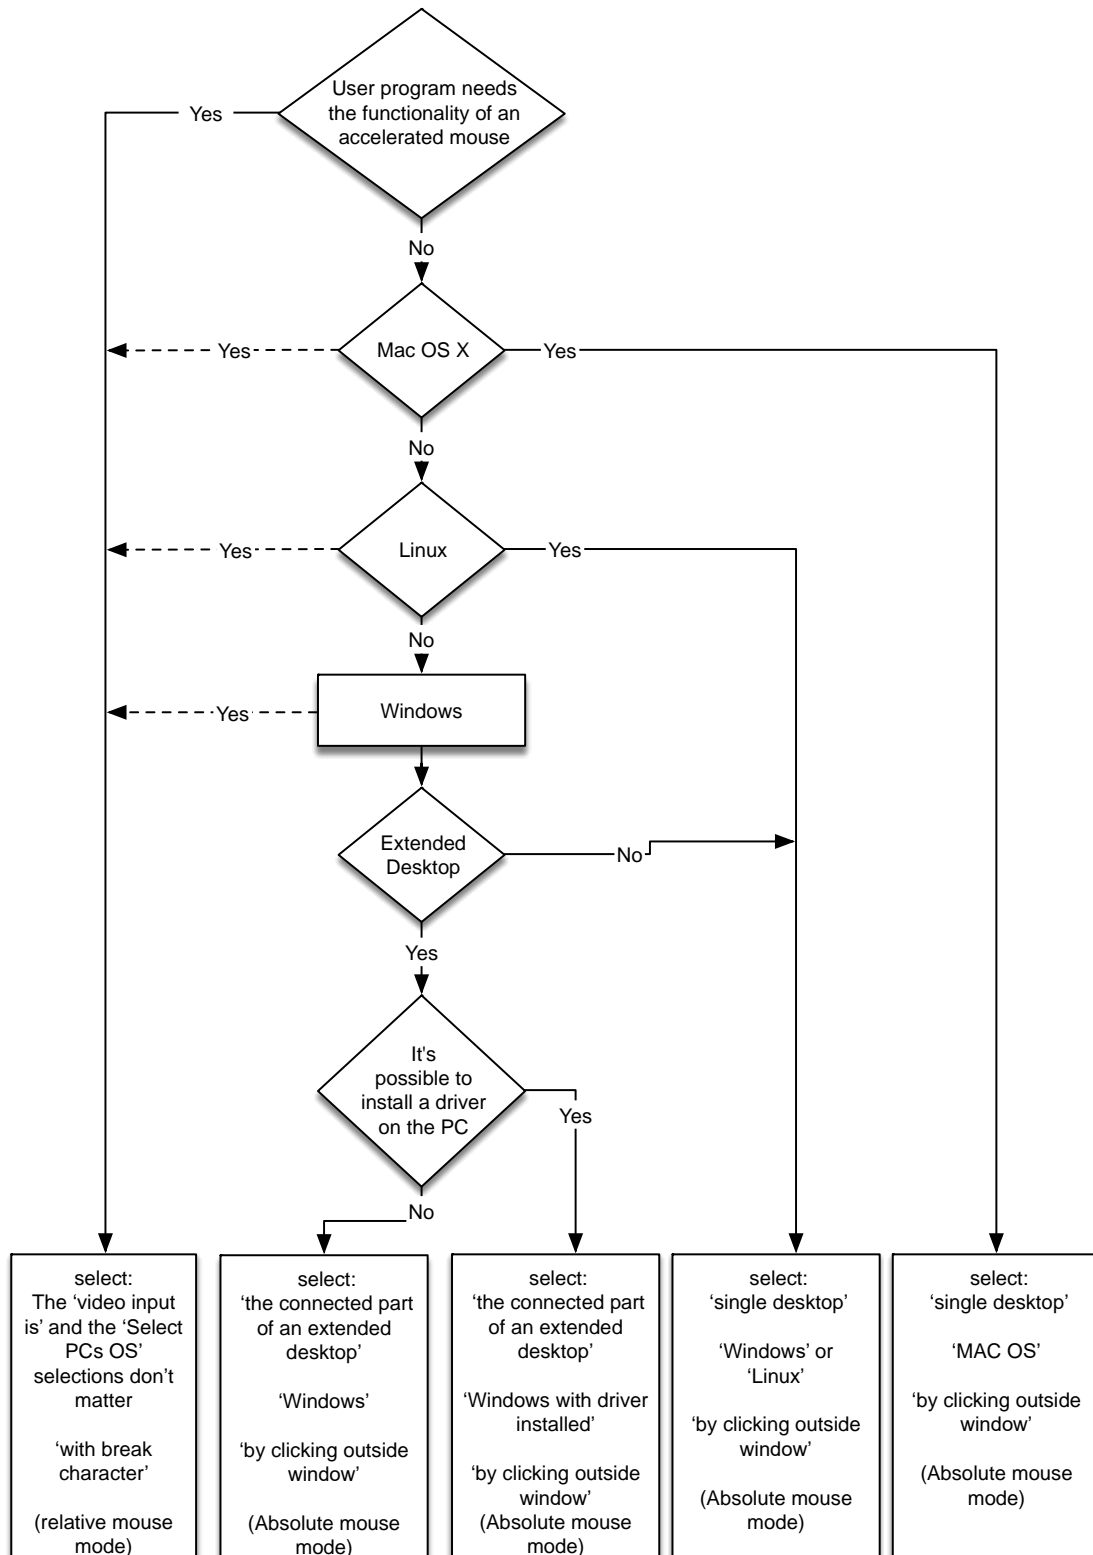 User program needs
the functionality of an
accelerated mouse
Yes
No
Mac OS X
Yes
Yes
No
Linux
Yes
Yes
No
Windows
Yes
Extended
Desktop
No
Yes
It's
possible to
install a driver
on the PC
Yes
No
select:
The ‘video input
is’ and the ‘Select
PCs OS’
selections don’t
matter
‘with break
character’
(relative mouse
mode)
select:
‘the connected part
of an extended
desktop’
‘Windows’
‘by clicking outside
window’
(Absolute mouse
mode)
select:
‘the connected part
of an extended
desktop’
‘Windows with driver
installed’
‘by clicking outside
window’
(Absolute mouse
mode)
select:
‘single desktop’
‘Windows’ or
‘Linux’
‘by clicking outside
window’
(Absolute mouse
mode)
select:
‘single desktop’
‘MAC OS’
‘by clicking outside
window’
(Absolute mouse
mode)